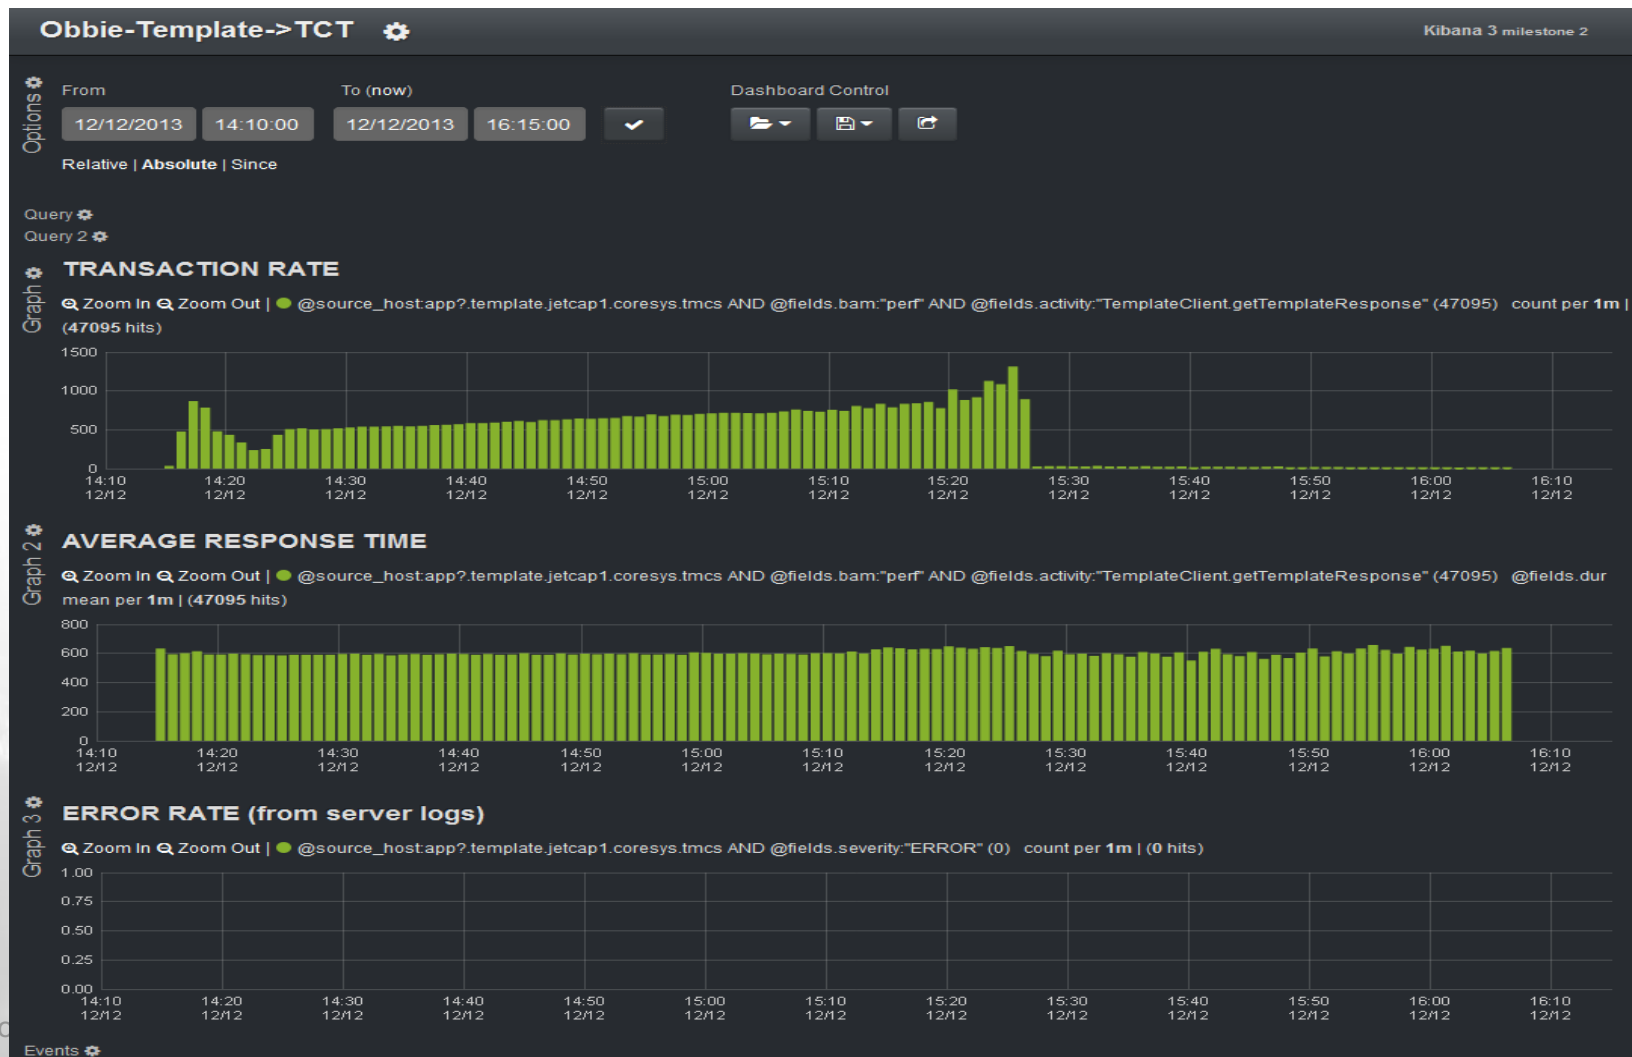 Obbie-Template->TCT
Kibana 3 milestone 2
Options
From To (now) Dashboard Control
12/12/2013 14:10:00 12/12/2013 16:15:00
Relative | Absolute | Since
Query
Query 2
Graph
TRANSACTION RATE
Zoom In Zoom Out | @source_host:app?.template.jetcap1.coresys.tmcs AND @fields.bam:"perf" AND @fields.activity:"TemplateClient.getTemplateResponse" (47095) count per 1m |
(47095 hits)
1500
1000
500
0
14:10 14:20 14:30 14:40 14:50 15:00 15:10 15:20 15:30 15:40 15:50 16:00 16:10
12/12 12/12 12/12 12/12 12/12 12/12 12/12 12/12 12/12 12/12 12/12 12/12 12/12
Graph 2
AVERAGE RESPONSE TIME
Zoom In Zoom Out | @source_host:app?.template.jetcap1.coresys.tmcs AND @fields.bam:"perf" AND @fields.activity:"TemplateClient.getTemplateResponse" (47095) @fields.dur
mean per 1m | (47095 hits)
800
600
400
200
0
14:10 14:20 14:30 14:40 14:50 15:00 15:10 15:20 15:30 15:40 15:50 16:00 16:10
12/12 12/12 12/12 12/12 12/12 12/12 12/12 12/12 12/12 12/12 12/12 12/12 12/12
Graph 3
ERROR RATE (from server logs)
Zoom In Zoom Out | @source_host:app?.template.jetcap1.coresys.tmcs AND @fields.severity:"ERROR" (0) count per 1m | (0 hits)
1.00
0.75
0.50
0.25
0.00
14:10 14:20 14:30 14:40 14:50 15:00 15:10 15:20 15:30 15:40 15:50 16:00 16:10
12/12 12/12 12/12 12/12 12/12 12/12 12/12 12/12 12/12 12/12 12/12 12/12 12/12
Events